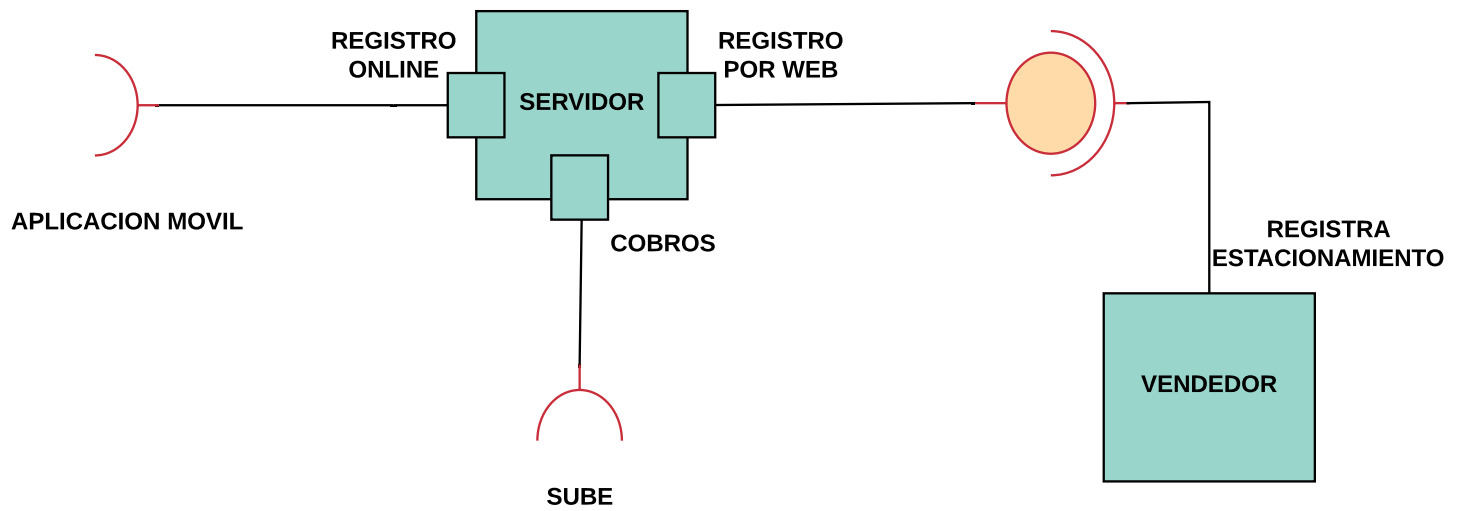 REGISTRO
ONLINE
REGISTRO
POR WEB
SERVIDOR
APLICACION MOVIL
COBROS
REGISTRA
ESTACIONAMIENTO
VENDEDOR
SUBE